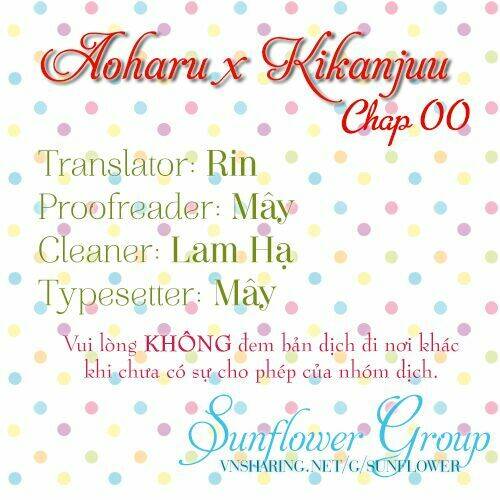 Aoharu x Kikanjuu
Chap 00
Translator: Rin
Proofreader: Mây
Cleaner: Lam Hạ
Typesetter: Mây
Vui lòng KHÔNG đem bản dịch đi nơi khác
khi chưa có sự cho phép của nhóm dịch.
Sunflower Group
VNSHARING.NET/G/SUNFLOWER